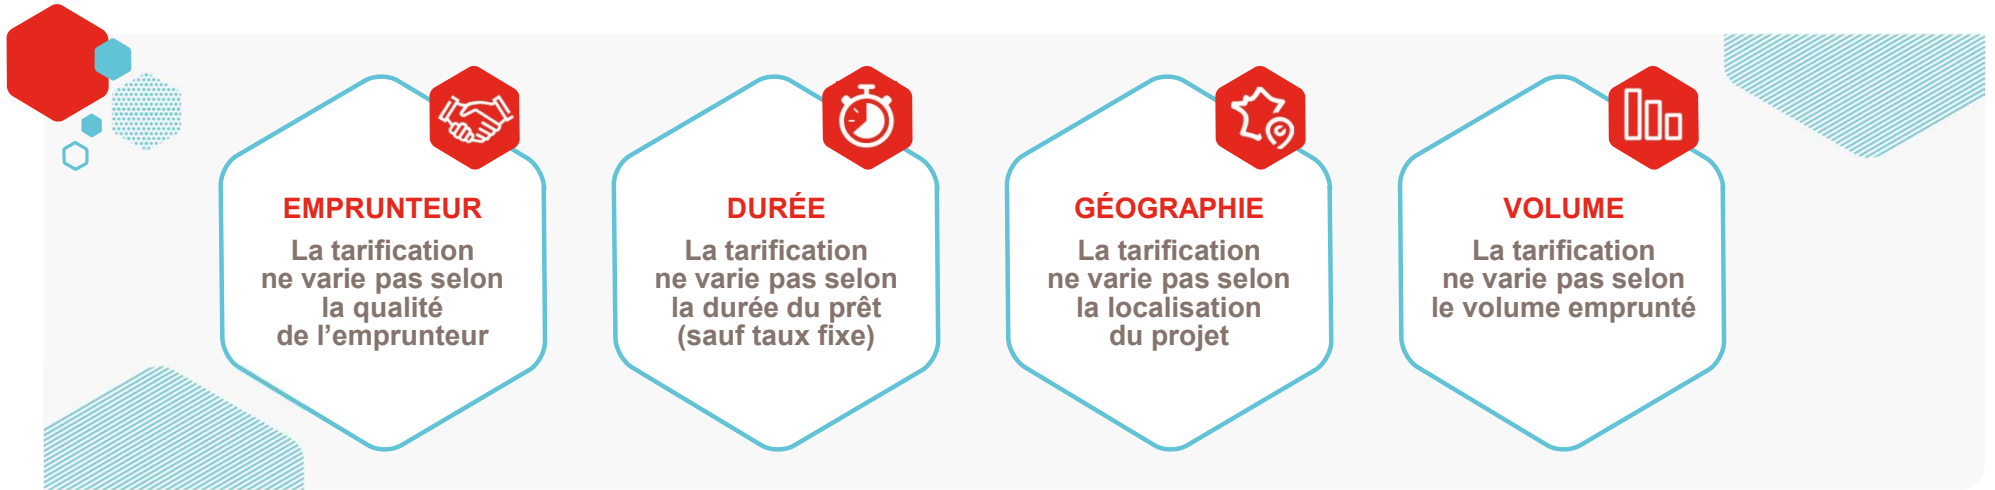 EMPRUNTEUR
La tarification
ne varie pas selon
la qualité
de l’emprunteur
DURÉE
La tarification
ne varie pas selon
la durée du prêt
(sauf taux fixe)
GÉOGRAPHIE
La tarification
ne varie pas selon
la localisation
du projet
VOLUME
La tarification
ne varie pas selon
le volume emprunté